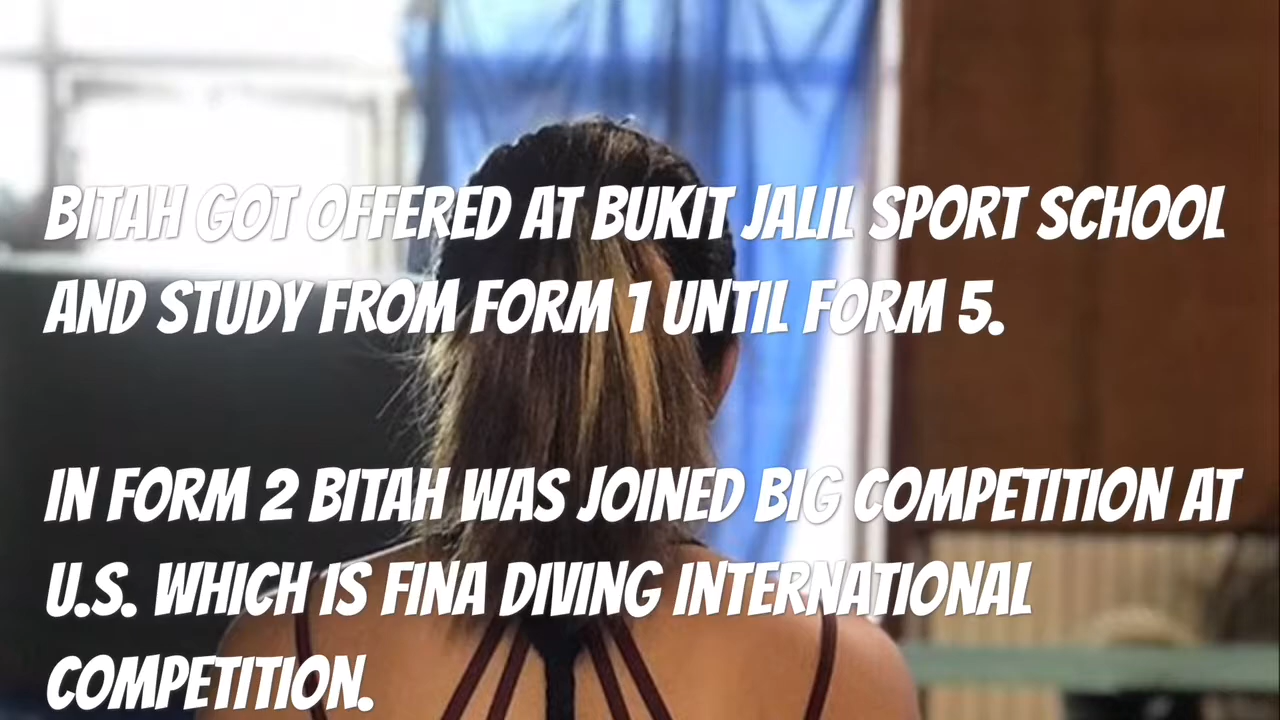 BITAH GOT OFFERED AT BUKIT JALIL SPORT SCHOOL
AND STUDY FROM FORM 1 UNTIL FORM 5.
IN FORM 2 BITAH WAS JOINED BIG COMPETITION AT
U.S. WHICH IS FINA DIVING INTERNATIONAL
COMPETITION.